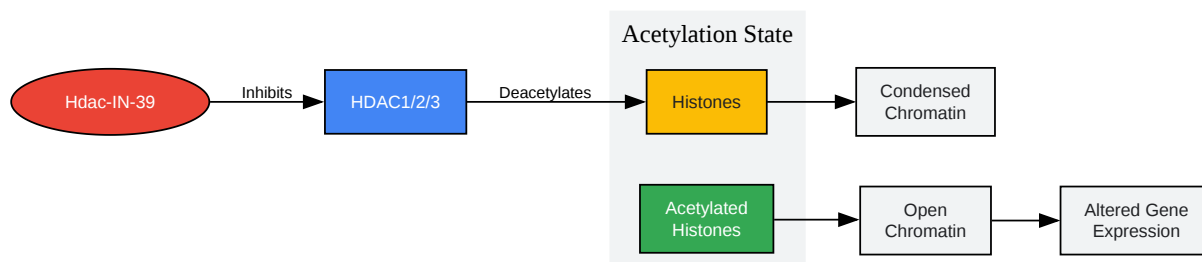 Acetylation State
Hdac-IN-39
Inhibits
HDAC1/2/3
Deacetylates
Histones
Condensed
Chromatin
Acetylated
Histones
Open
Chromatin
Altered Gene
Expression